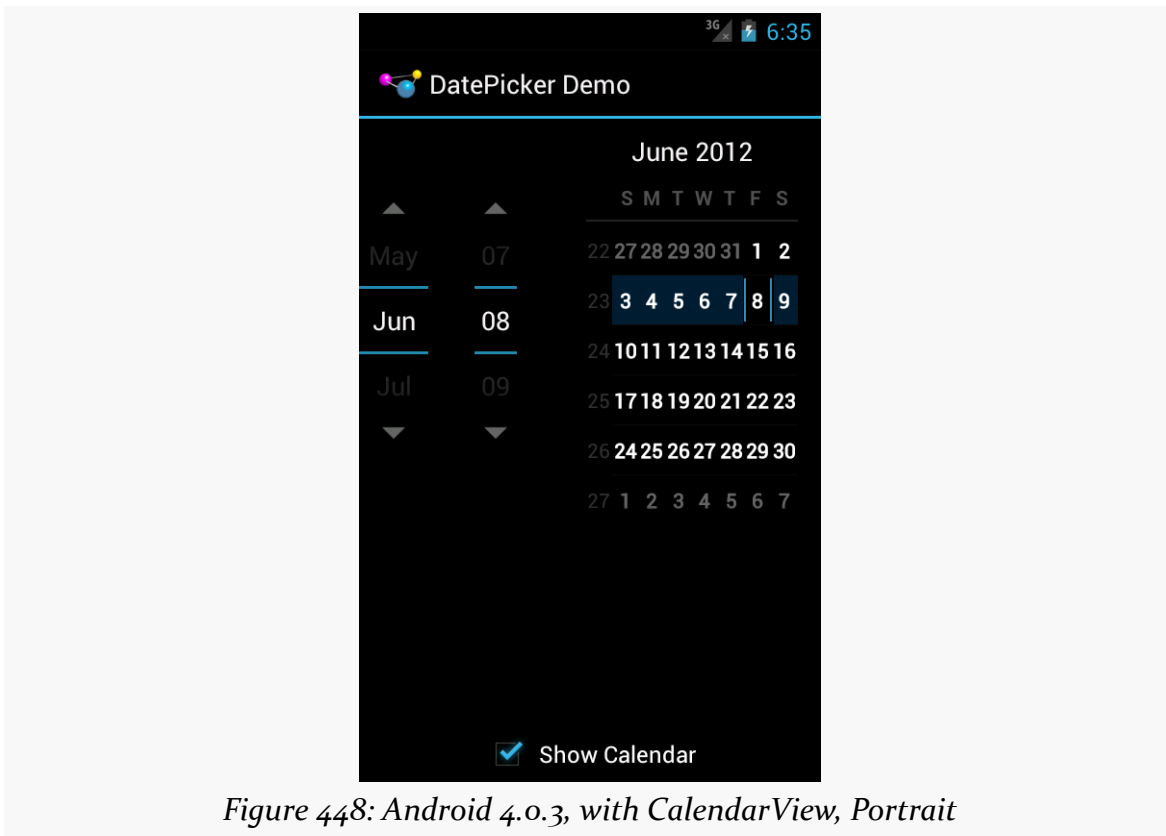 3G 6:35
DatePicker Demo
June 2012
S M T W T F S
May 07
Jun 08
Jul 09
22 27 28 29 30 31 1 2
23 3 4 5 6 7 8 9
24 10 11 12 13 14 15 16
25 17 18 19 20 21 22 23
26 24 25 26 27 28 29 30
27 1 2 3 4 5 6 7
Show Calendar
Figure 448: Android 4.0.3, with CalendarView, Portrait